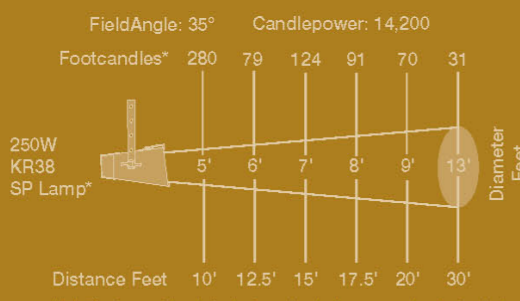 FieldAngle: 35° Candlepower: 14,200
Footcandles* 280 79 124 91 70 31
250W
KR38
SP Lamp*
5' 6' 7' 8' 9' 13'
Diameter
Feet
Distance Feet 10' 12.5' 15' 17.5' 20' 30'